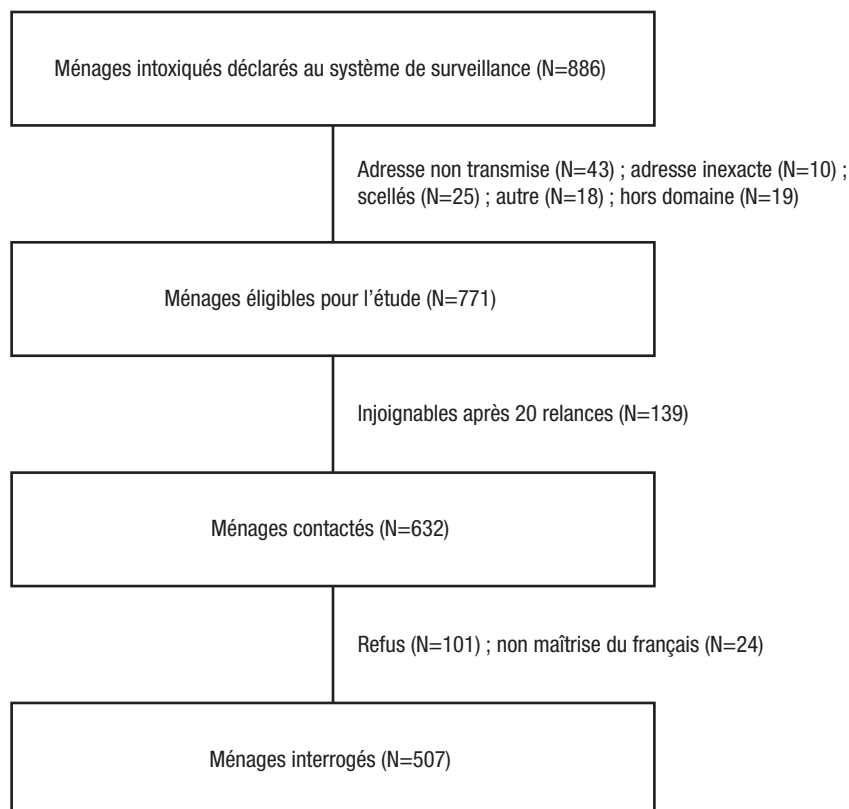 Ménages intoxiqués déclarés au système de surveillance (N=886)
Adresse non transmise (N=43) ; adresse inexacte (N=10) ;
scellés (N=25) ; autre (N=18) ; hors domaine (N=19)
Ménages éligibles pour l'étude (N=771)
Injoignables après 20 relances (N=139)
Ménages contactés (N=632)
Refus (N=101) ; non maîtrise du français (N=24)
Ménages interrogés (N=507)